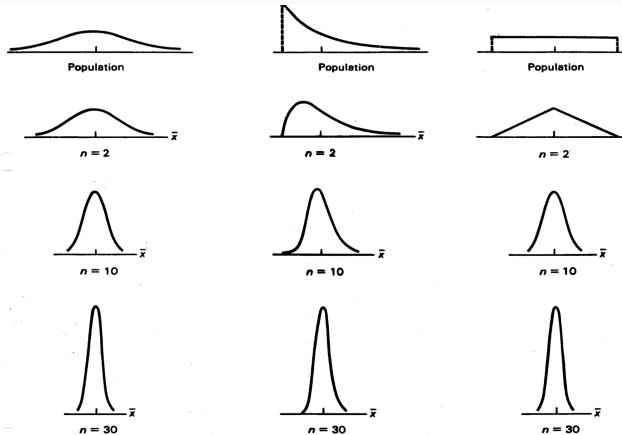 Population Population Population
x̄ x̄
n = 2 n = 2 n = 2
x̄ x̄ x̄
n = 10 n = 10 n = 10
x̄ x̄ x̄
n = 30 n = 30 n = 30